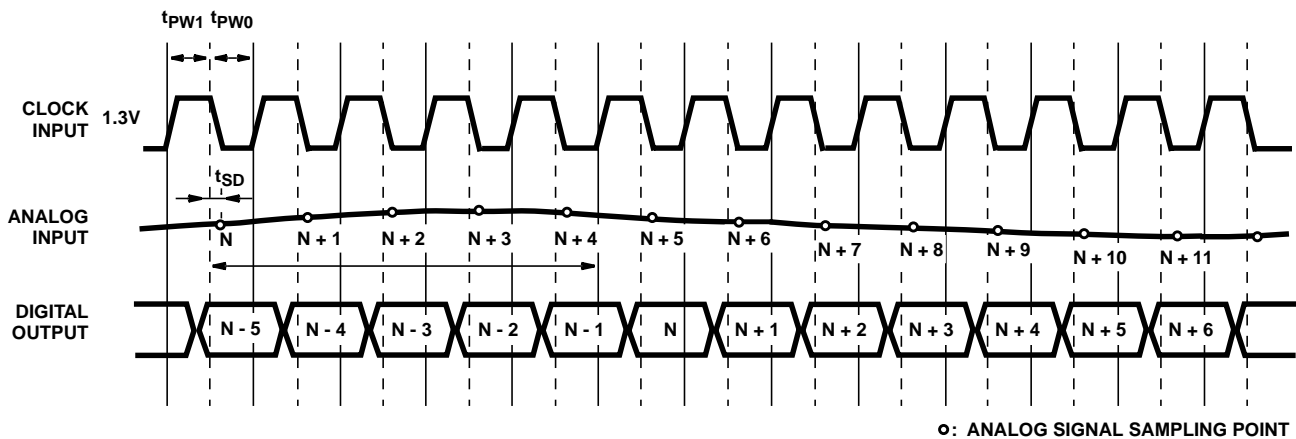 tPW1 tPW0
CLOCK INPUT 1.3V
tSD
ANALOG INPUT
N N + 1 N + 2 N + 3 N + 4 N + 5 N + 6 N + 7 N + 8 N + 9 N + 10 N + 11
DIGITAL OUTPUT
N - 5 N - 4 N - 3 N - 2 N - 1 N N + 1 N + 2 N + 3 N + 4 N + 5 N + 6
: ANALOG SIGNAL SAMPLING POINT